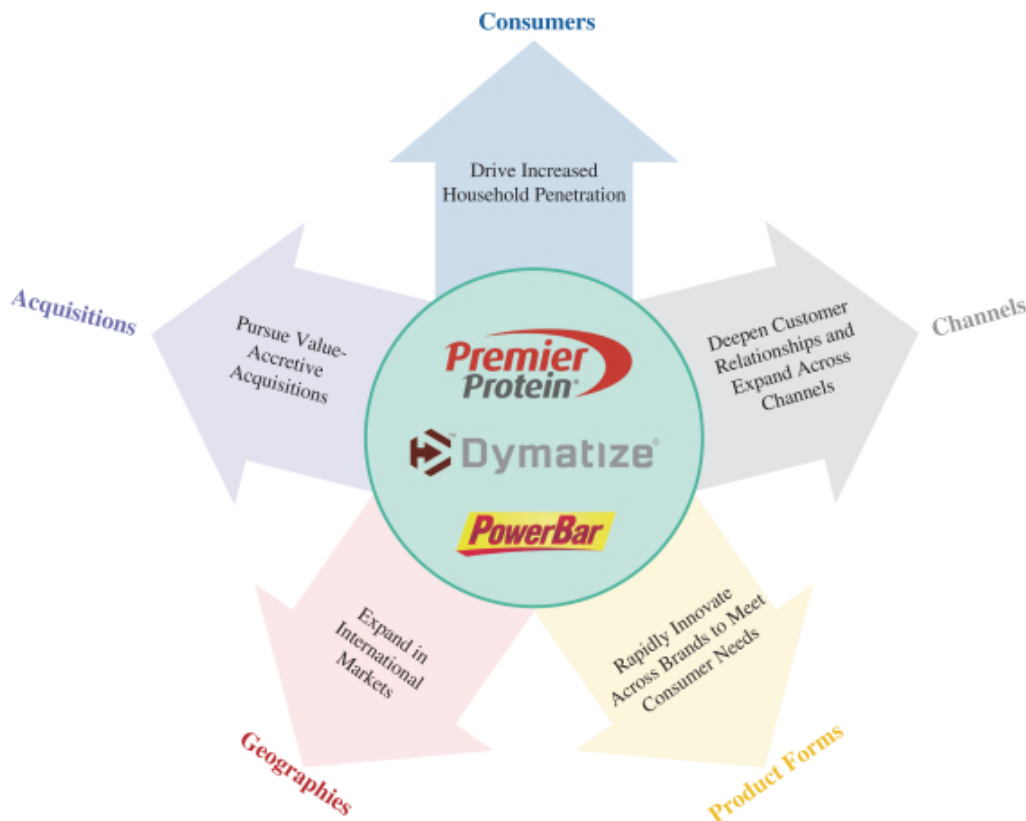 Consumers
Drive Increased
Household Penetration
Acquisitions
Pursue Value-
Accretive
Acquisitions
Deepen Customer
Relationships and
Expand Across
Channels
Channels
Premier
Protein®
™Dymatize®
PowerBar
Expand in
International
Markets
Geographies
Rapidly Innovate
Across Brands to Meet
Consumer Needs
Product Forms